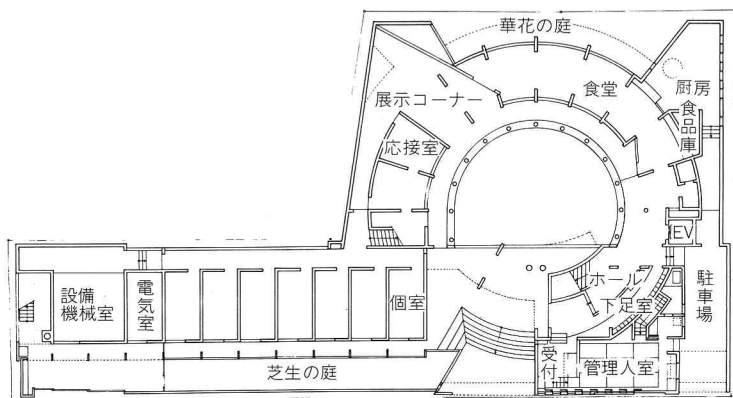 華花の庭
展示コーナー
食堂
厨房
食品庫
応接室
EV
設備
機械室
電気室
個室
ホール
下足室
駐車場
受付
管理人室
芝生の庭